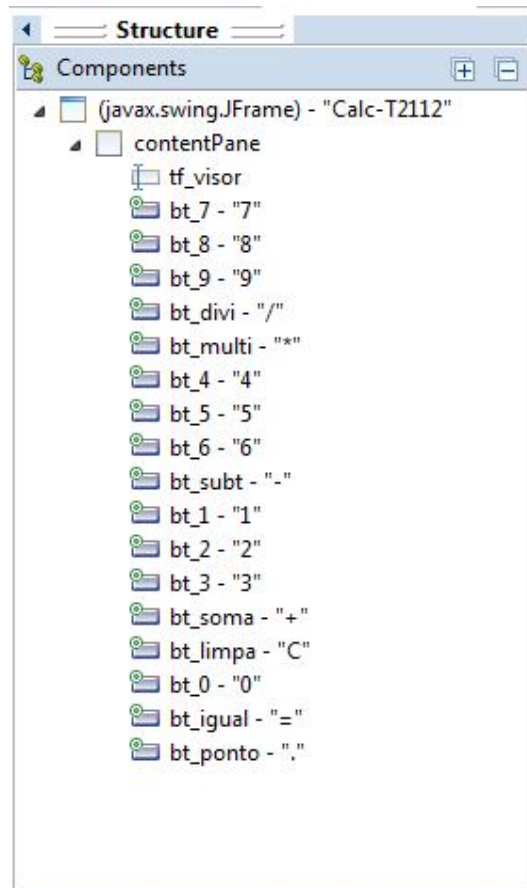 Structure
Components
(javax.swing.JFrame) - "Calc-T2112"
contentPane
tf_visor
bt_7 - "7"
bt_8 - "8"
bt_9 - "9"
bt_divi - "/"
bt_multi - "*"
bt_4 - "4"
bt_5 - "5"
bt_6 - "6"
bt_subt - "-"
bt_1 - "1"
bt_2 - "2"
bt_3 - "3"
bt_soma - "+"
bt_limpa - "C"
bt_0 - "0"
bt_igual - "="
bt_ponto - "."